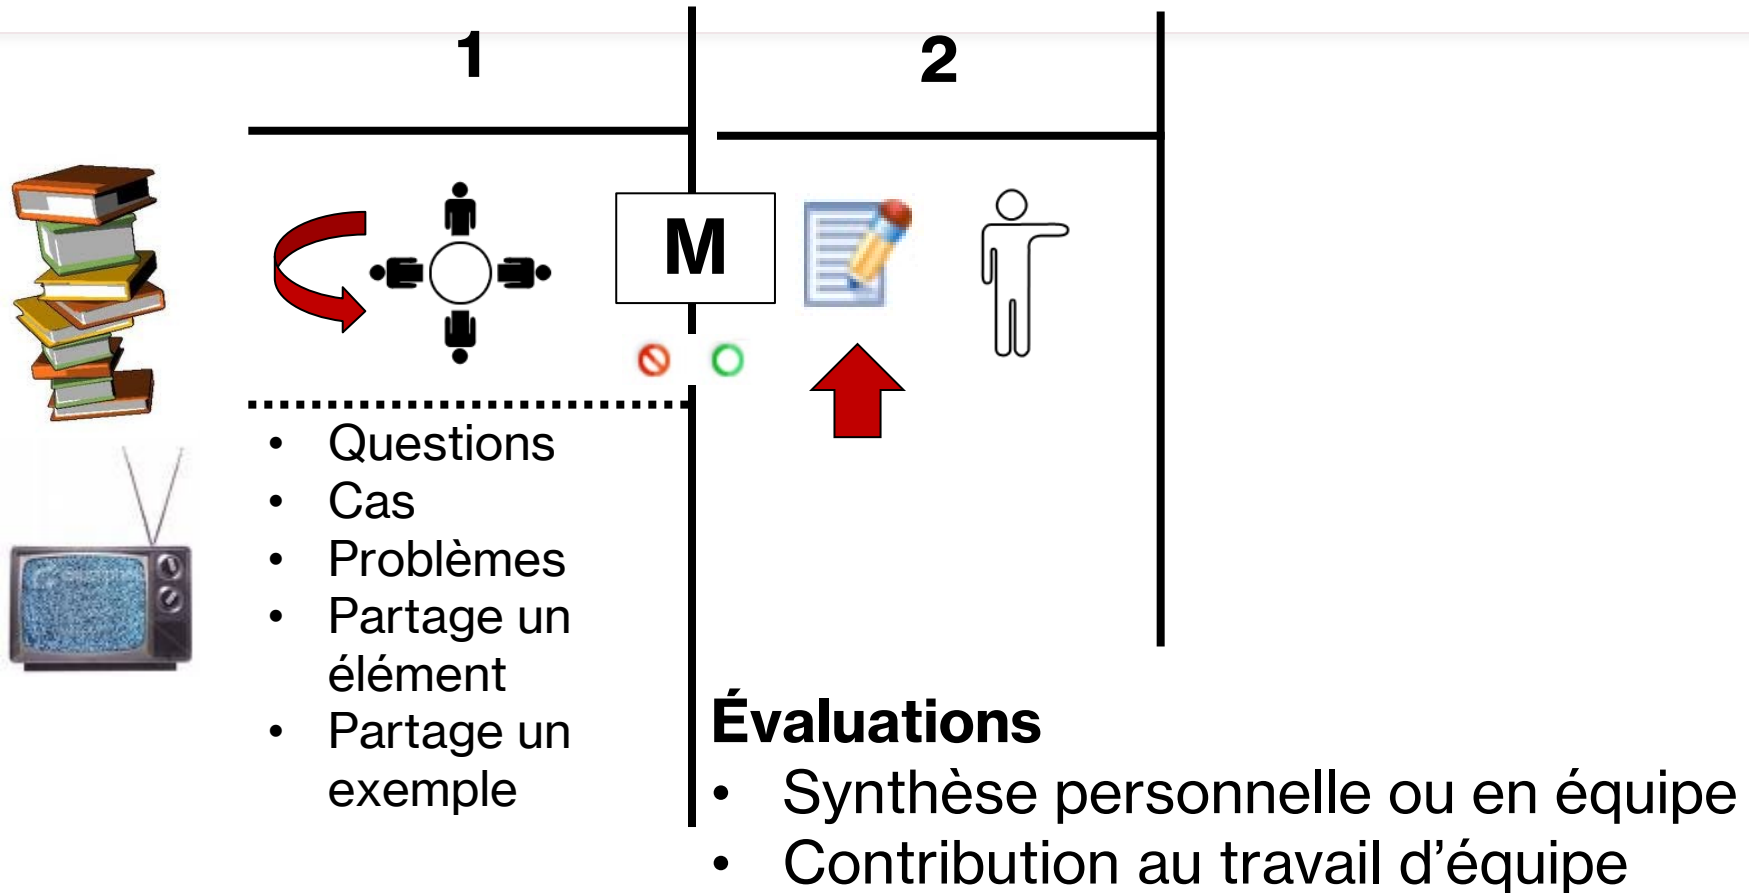 1
2
M
• Questions
• Cas
• Problèmes
• Partage un
élément
• Partage un
exemple
Évaluations
• Synthèse personnelle ou en équipe
• Contribution au travail d’équipe